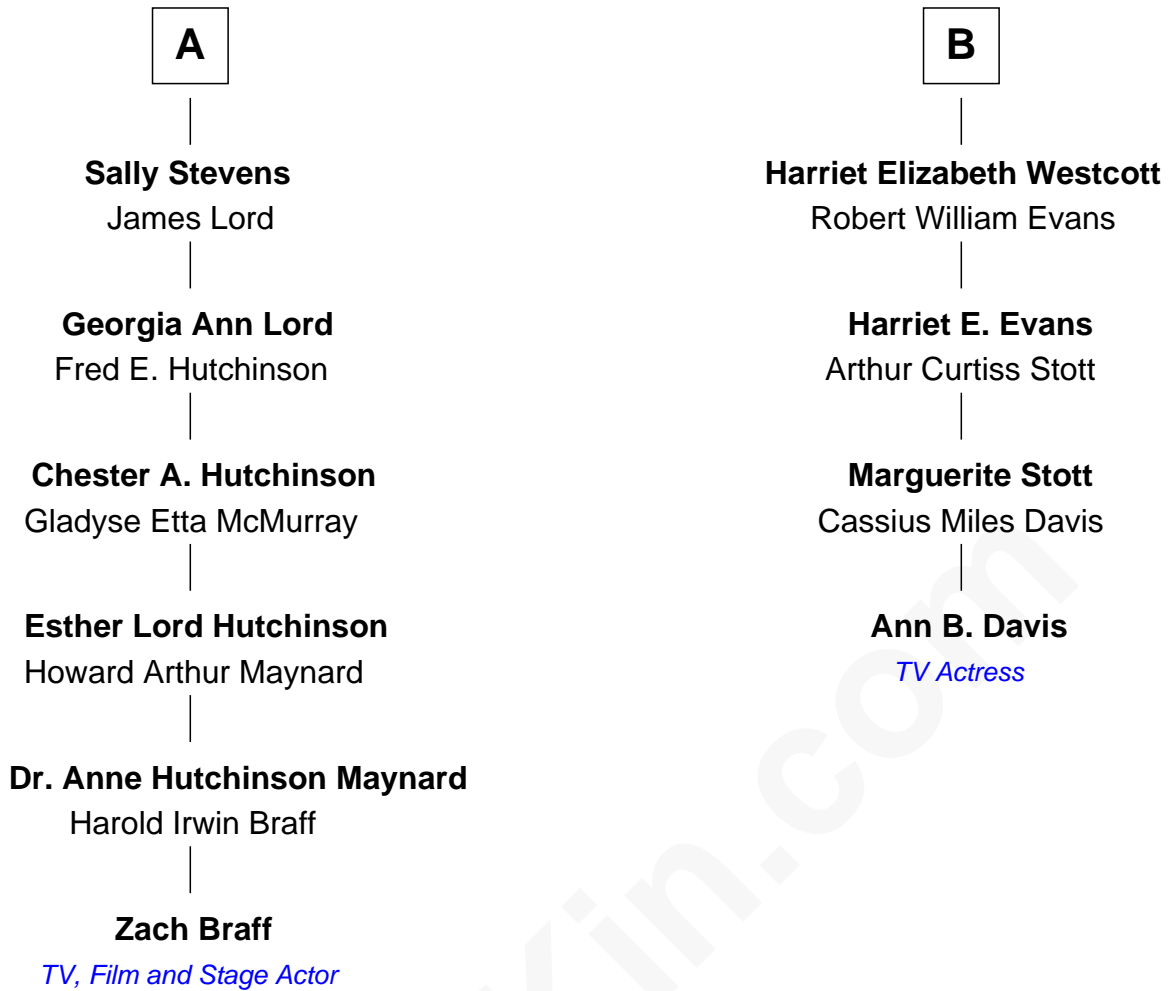 A
Sally Stevens
James Lord
Georgia Ann Lord
Fred E. Hutchinson
Chester A. Hutchinson
Gladyse Etta McMurray
Esther Lord Hutchinson
Howard Arthur Maynard
Dr. Anne Hutchinson Maynard
Harold Irwin Braff
Zach Braff
TV, Film and Stage Actor
B
Harriet Elizabeth Westcott
Robert William Evans
Harriet E. Evans
Arthur Curtiss Stott
Marguerite Stott
Cassius Miles Davis
Ann B. Davis
TV Actress